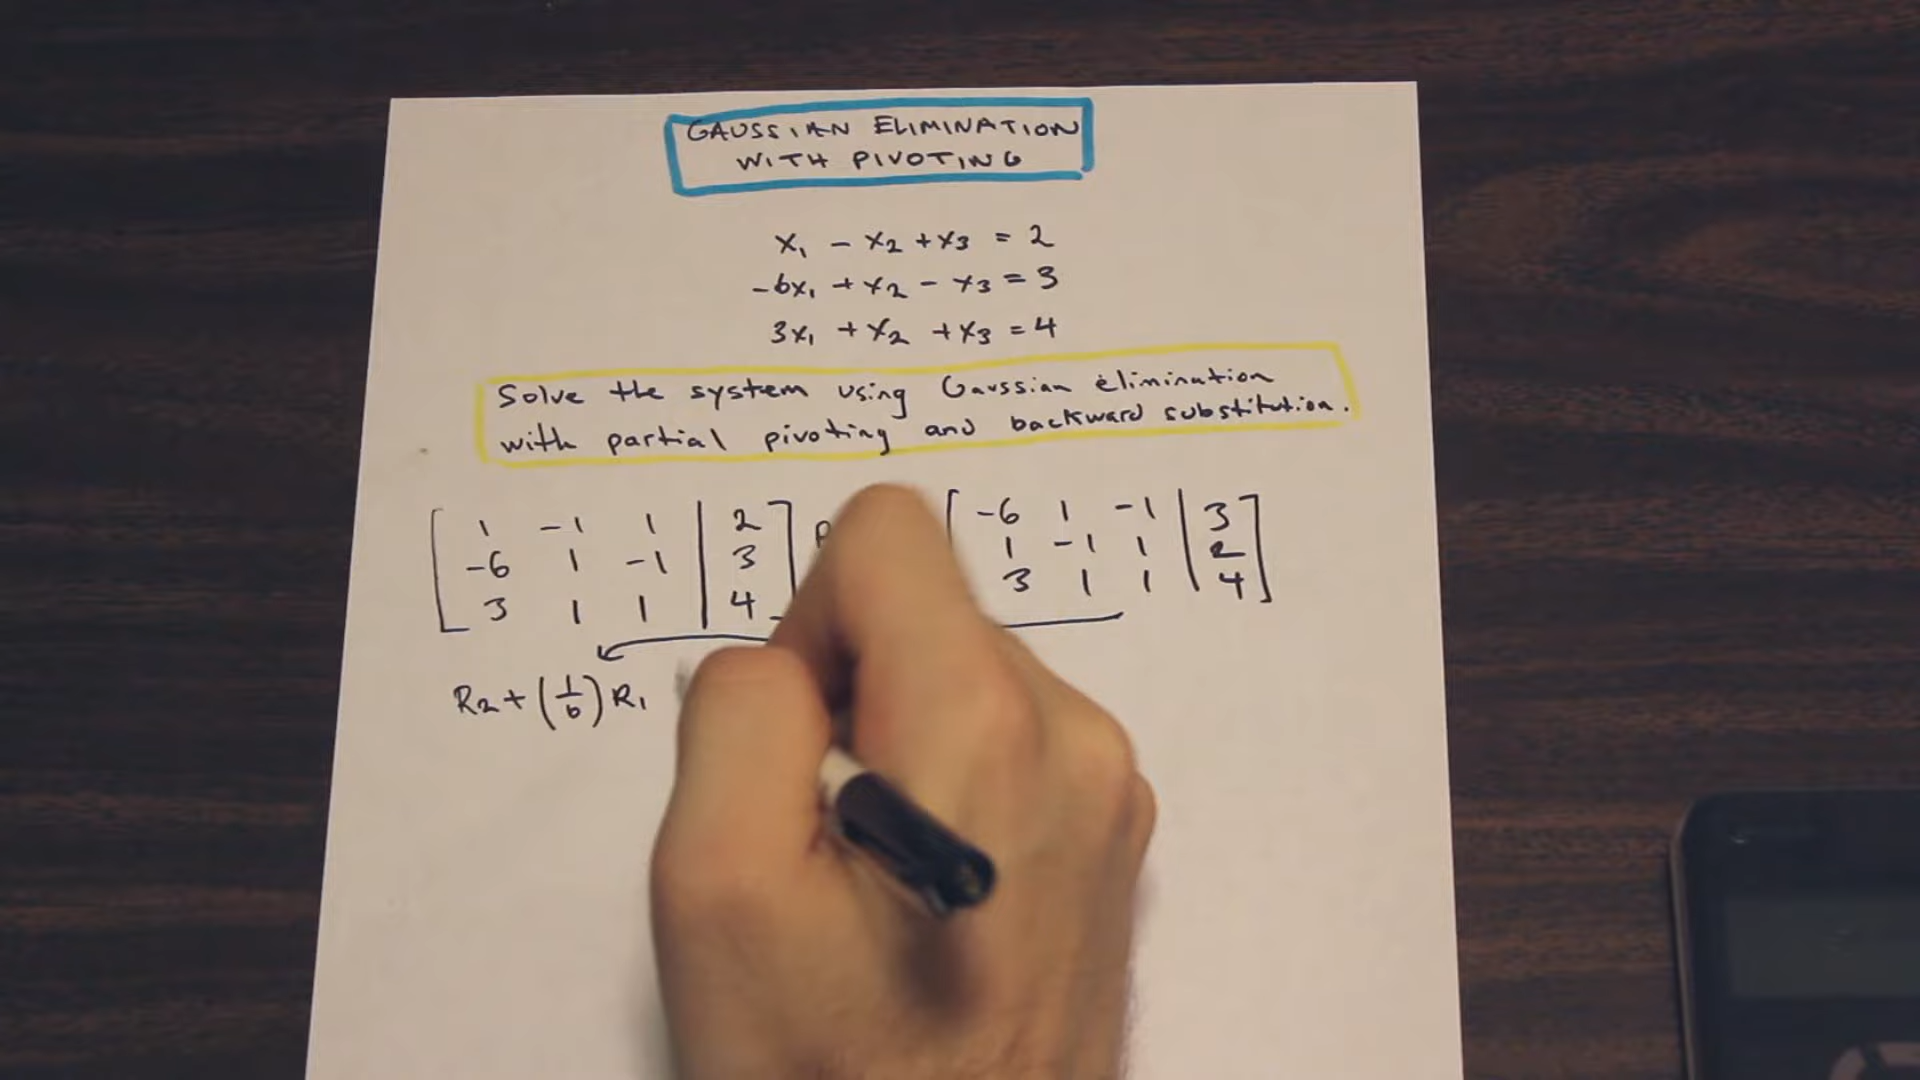 GAUSSIAN ELIMINATION
WITH PIVOTING
x₁ - x₂ + x₃ = 2
-6x₁ + x₂ - x₃ = 3
3x₁ + x₂ + x₃ = 4
Solve the system using Gaussian elimination
with partial pivoting and backward substitution.
1 -1 1 | 2
-6 1 -1 | 3
3 1 1 | 4
-6 1 -1 | 3
1 -1 1 | 2
3 1 1 | 4
R₂ + (1/6) R₁